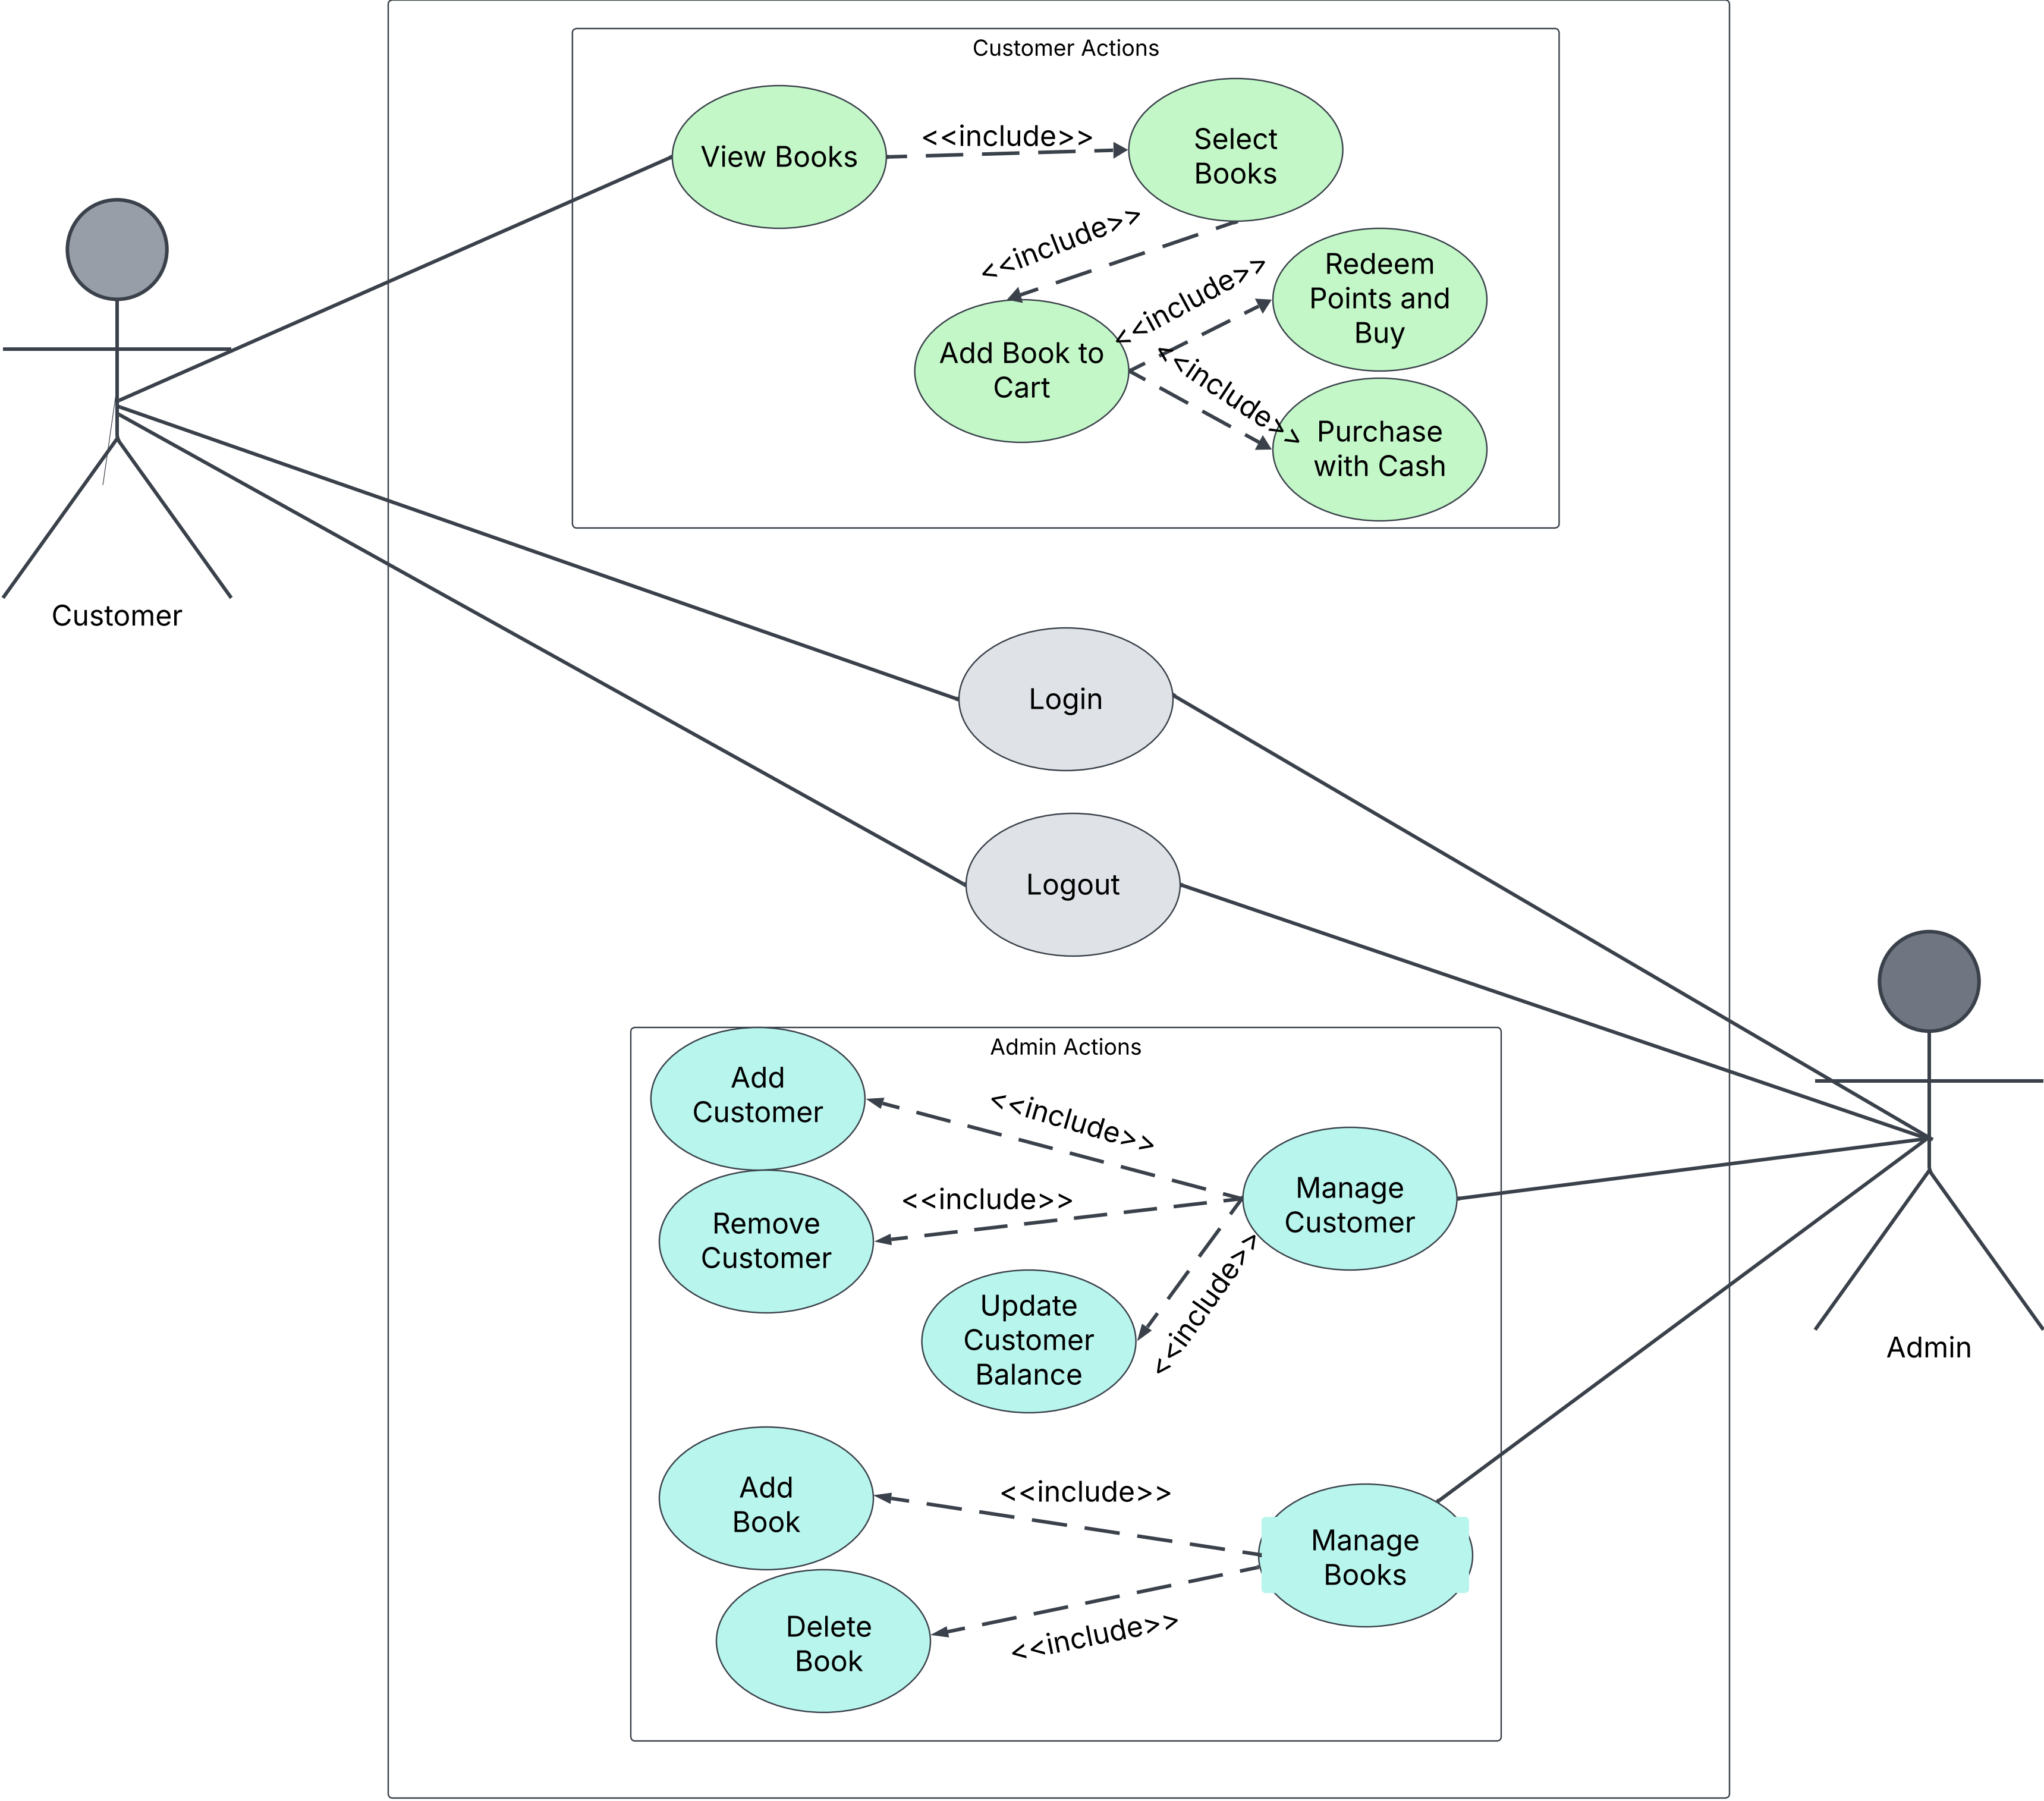 Customer Actions
View Books
<<include>>
Select
Books
<<include>>
<<include>>
Redeem
Points and
Buy
Add Book to
Cart
<<include>>
Purchase
with Cash
Customer
Login
Logout
Admin Actions
Add
Customer
<<include>>
<<include>>
Manage
Customer
Remove
Customer
<<include>>
Update
Customer
Balance
Admin
Add
Book
<<include>>
Manage
Books
Delete
Book
<<include>>